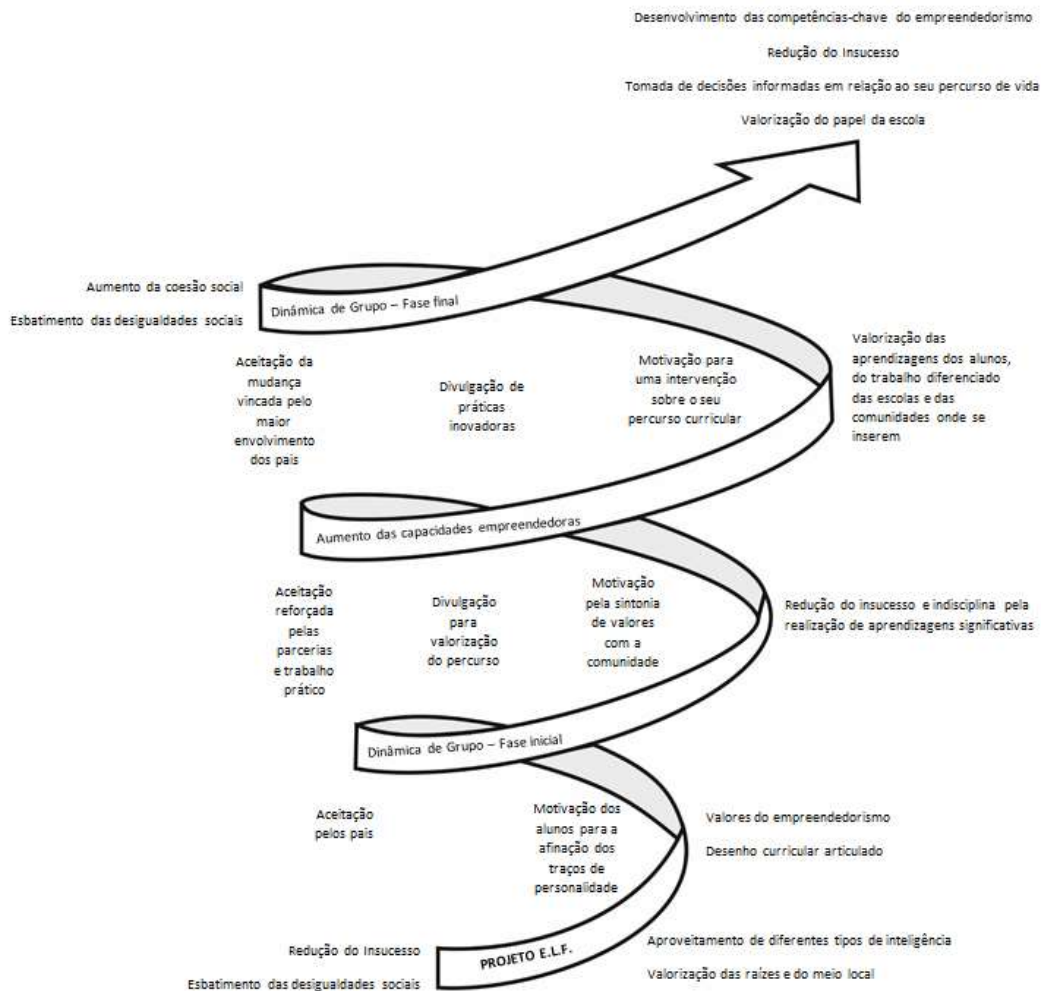 Desenvolvimento das competências-chave do empreendedorismo
Redução do Insucesso
Tomada de decisões informadas em relação ao seu percurso de vida
Valorização do papel da escola
Aumento da coesão social
Esbatimento das desigualdades sociais
Dinâmica de Grupo – Fase final
Aceitação da
mudança
vincada pelo
maior
envolvimento
dos pais
Divulgação de
práticas
inovadoras
Motivação para
uma intervenção
sobre o seu
percurso curricular
Valorização das
aprendizagens dos alunos,
do trabalho diferenciado
das escolas e das
comunidades onde se
inserem
Aumento das capacidades empreendedoras
Aceitação
reforçada
pelas
parcerias
e trabalho
prático
Divulgação
para
valorização
do percurso
Motivação
pela sintonia
de valores
com a
comunidade
Redução do insucesso e indisciplina pela
realização de aprendizagens significativas
Dinâmica de Grupo – Fase inicial
Aceitação
pelos pais
Motivação dos
alunos para a
afinação dos
traços de
personalidade
Valores do empreendedorismo
Desenho curricular articulado
PROJETO E.L.F.
Redução do Insucesso
Esbatimento das desigualdades sociais
Aproveitamento de diferentes tipos de inteligência
Valorização das raízes e do meio local